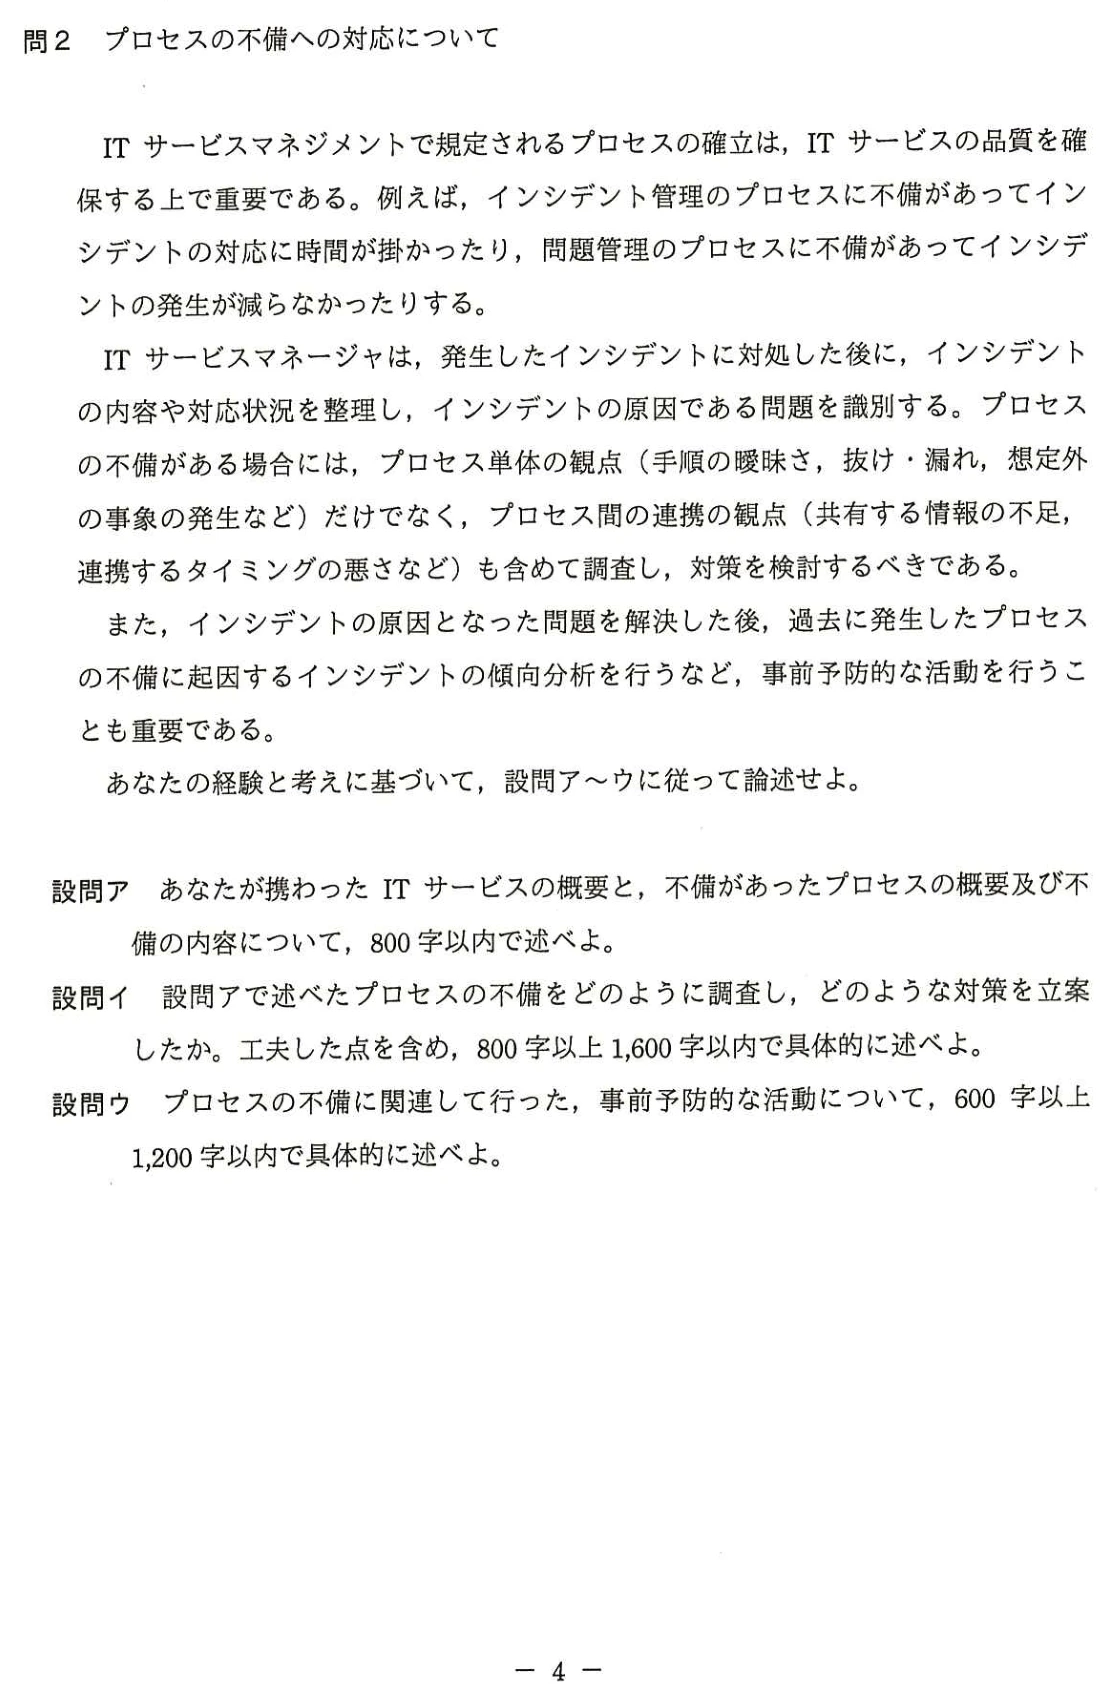 問2　プロセスの不備への対応について
IT サービスマネジメントで規定されるプロセスの確立は，IT サービスの品質を確
保する上で重要である。例えば，インシデント管理のプロセスに不備があってイン
シデントの対応に時間が掛かったり，問題管理のプロセスに不備があってインシデ
ントの発生が減らなかったりする。
IT サービスマネージャは，発生したインシデントに対処した後に，インシデント
の内容や対応状況を整理し，インシデントの原因である問題を識別する。プロセス
の不備がある場合には，プロセス単体の観点（手順の曖昧さ，抜け・漏れ，想定外
の事象の発生など）だけでなく，プロセス間の連携の観点（共有する情報の不足，
連携するタイミングの悪さなど）も含めて調査し，対策を検討するべきである。
また，インシデントの原因となった問題を解決した後，過去に発生したプロセス
の不備に起因するインシデントの傾向分析を行うなど，事前予防的な活動を行うこ
とも重要である。
あなたの経験と考えに基づいて，設問ア～ウに従って論述せよ。
設問ア　あなたが携わった IT サービスの概要と，不備があったプロセスの概要及び不
備の内容について，800 字以内で述べよ。
設問イ　設問アで述べたプロセスの不備をどのように調査し，どのような対策を立案
したか。工夫した点を含め，800 字以上 1,600 字以内で具体的に述べよ。
設問ウ　プロセスの不備に関連して行った，事前予防的な活動について，600 字以上
1,200 字以内で具体的に述べよ。
－ 4 －